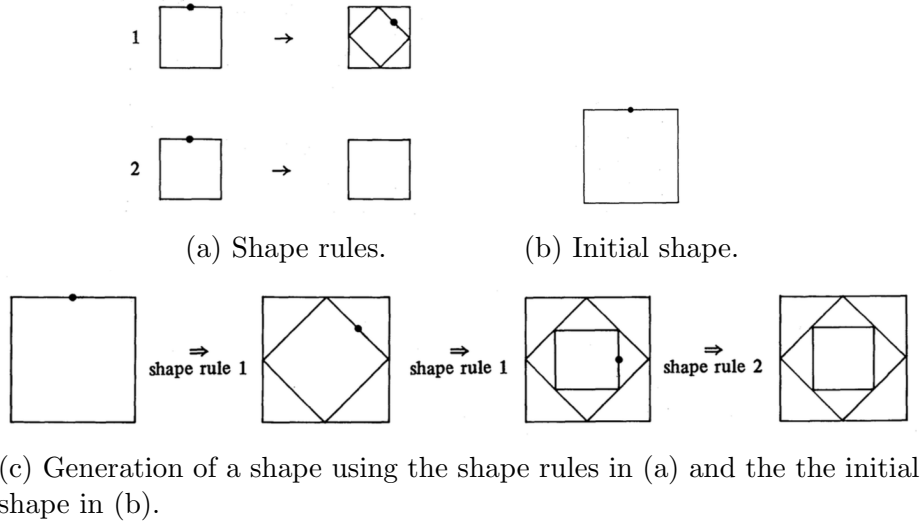 1 →
2 →
(a) Shape rules.
(b) Initial shape.
⇒ ⇒ ⇒
shape rule 1 shape rule 1 shape rule 2
(c) Generation of a shape using the shape rules in (a) and the the initial
shape in (b).